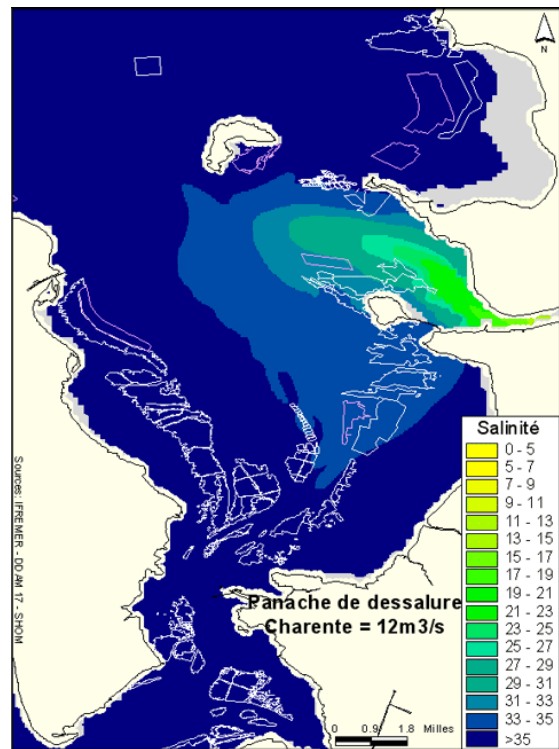 N
Salinité
0 - 5
5 - 7
7 - 9
9 - 11
11 - 13
13 - 15
15 - 17
17 - 19
19 - 21
21 - 23
23 - 25
25 - 27
27 - 29
29 - 31
31 - 33
33 - 35
>35
Sources: IFREMER - DDAM 17 - SHOM
Panache de dessalure
Charente = 12m3/s
0 0.9 1.8 Milles